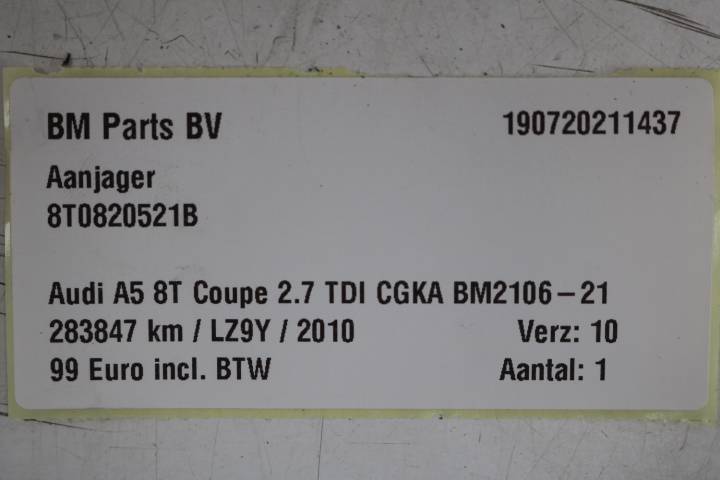 BM Parts BV 190720211437
Aanjager
8T0820521B
Audi A5 8T Coupe 2.7 TDI CGKA BM2106-21
283847 km / LZ9Y / 2010 Verz: 10
99 Euro incl. BTW Aantal: 1